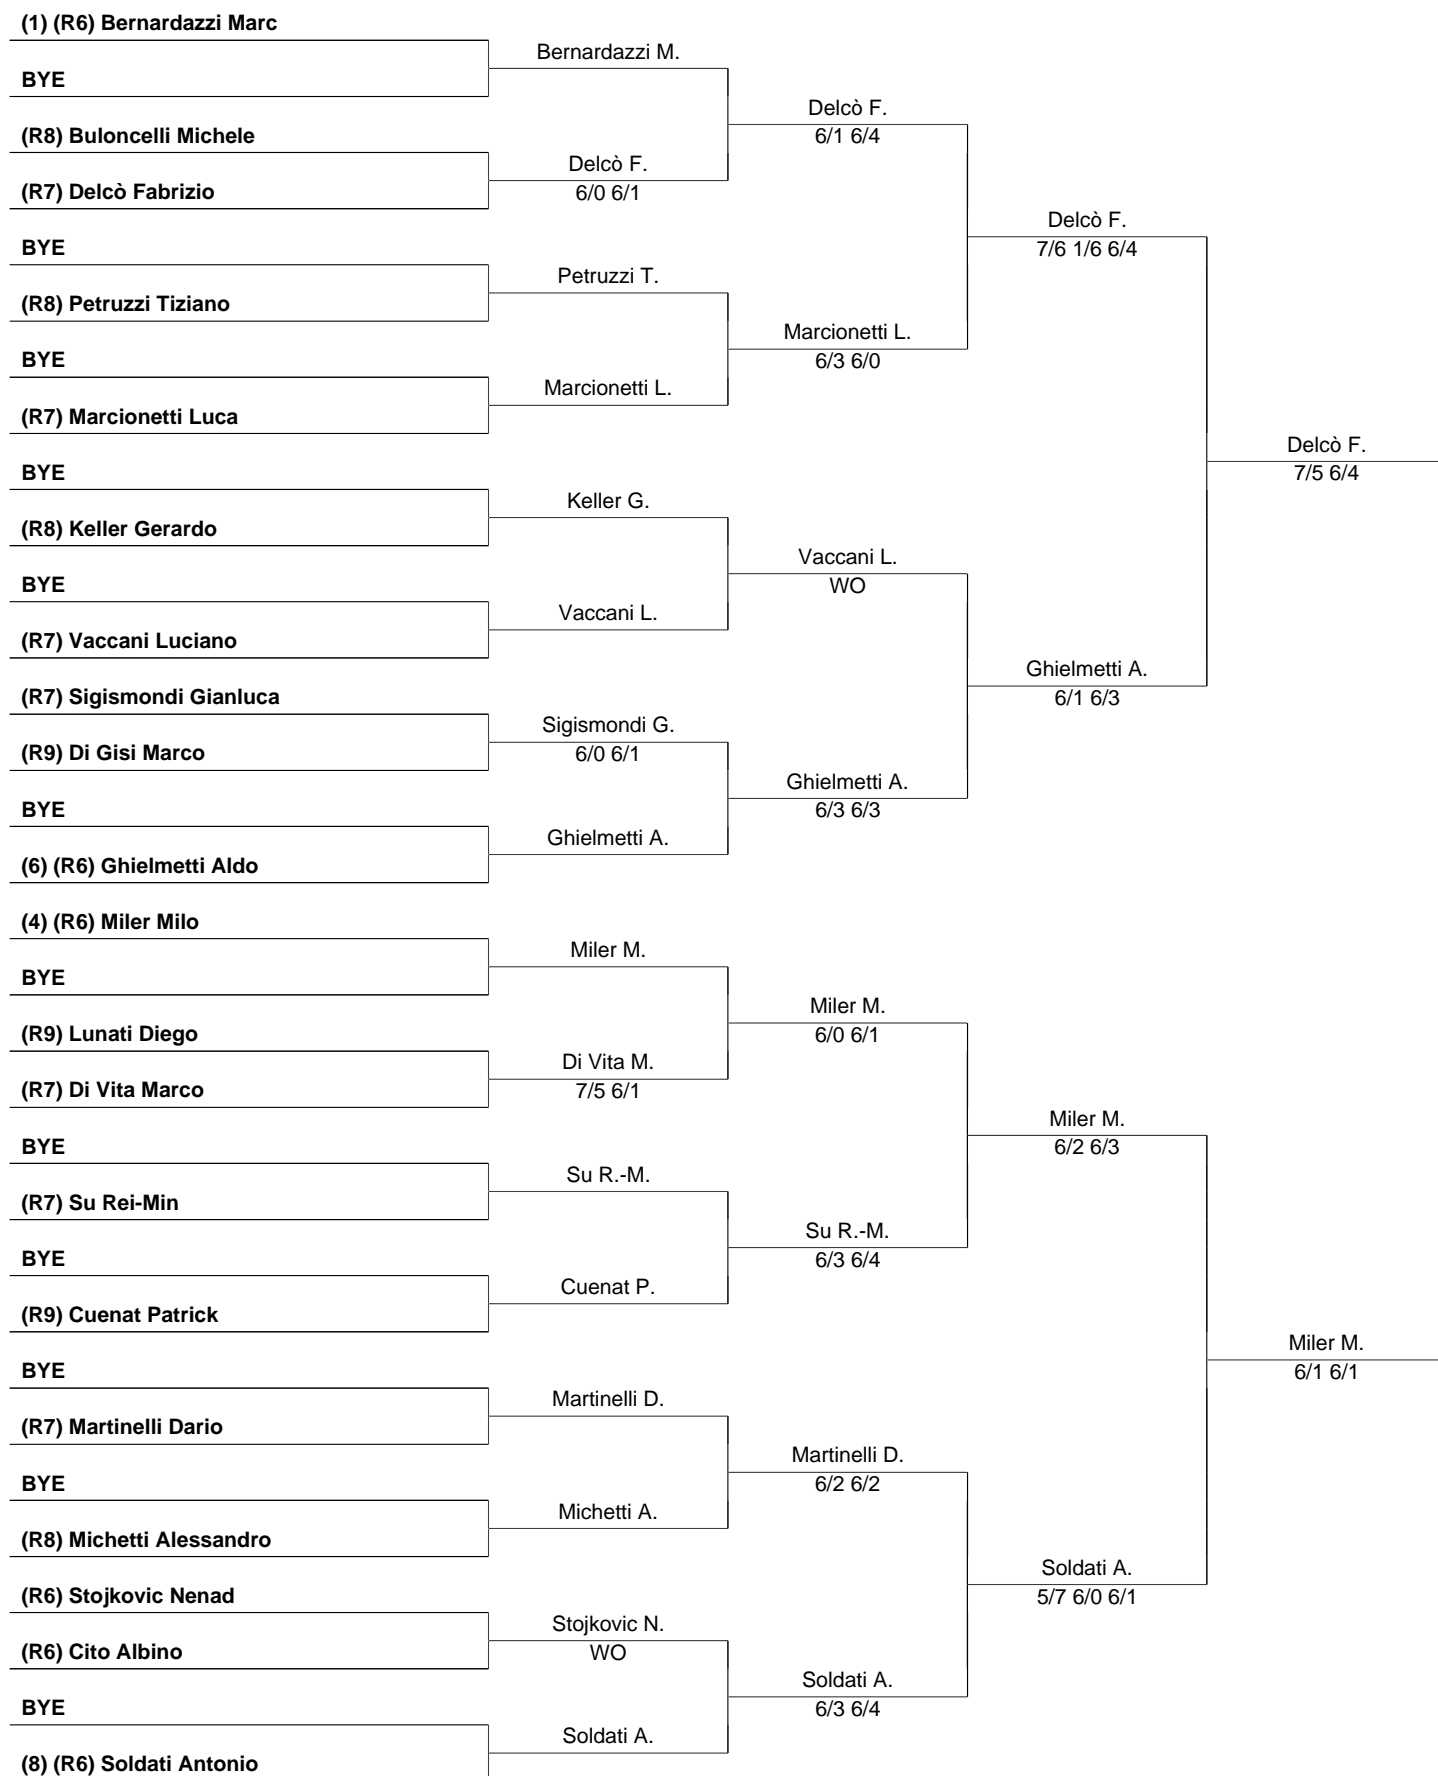 (1) (R6) Bernardazzi Marc
Bernardazzi M.
BYE
Delcò F.
6/1 6/4
(R8) Buloncelli Michele
Delcò F.
6/0 6/1
(R7) Delcò Fabrizio
Delcò F.
7/6 1/6 6/4
BYE
Petruzzi T.
(R8) Petruzzi Tiziano
Marcionetti L.
6/3 6/0
BYE
Marcionetti L.
(R7) Marcionetti Luca
Delcò F.
7/5 6/4
BYE
Keller G.
(R8) Keller Gerardo
Vaccani L.
WO
BYE
Vaccani L.
(R7) Vaccani Luciano
Ghielmetti A.
6/1 6/3
(R7) Sigismondi Gianluca
Sigismondi G.
6/0 6/1
(R9) Di Gisi Marco
Ghielmetti A.
6/3 6/3
BYE
Ghielmetti A.
(6) (R6) Ghielmetti Aldo
(4) (R6) Miler Milo
Miler M.
BYE
Miler M.
6/0 6/1
(R9) Lunati Diego
Di Vita M.
7/5 6/1
(R7) Di Vita Marco
Miler M.
6/2 6/3
BYE
Su R.-M.
(R7) Su Rei-Min
Su R.-M.
6/3 6/4
BYE
Cuenat P.
(R9) Cuenat Patrick
Miler M.
6/1 6/1
BYE
Martinelli D.
(R7) Martinelli Dario
Martinelli D.
6/2 6/2
BYE
Michetti A.
(R8) Michetti Alessandro
Soldati A.
5/7 6/0 6/1
(R6) Stojkovic Nenad
Stojkovic N.
WO
(R6) Cito Albino
Soldati A.
6/3 6/4
BYE
Soldati A.
(8) (R6) Soldati Antonio